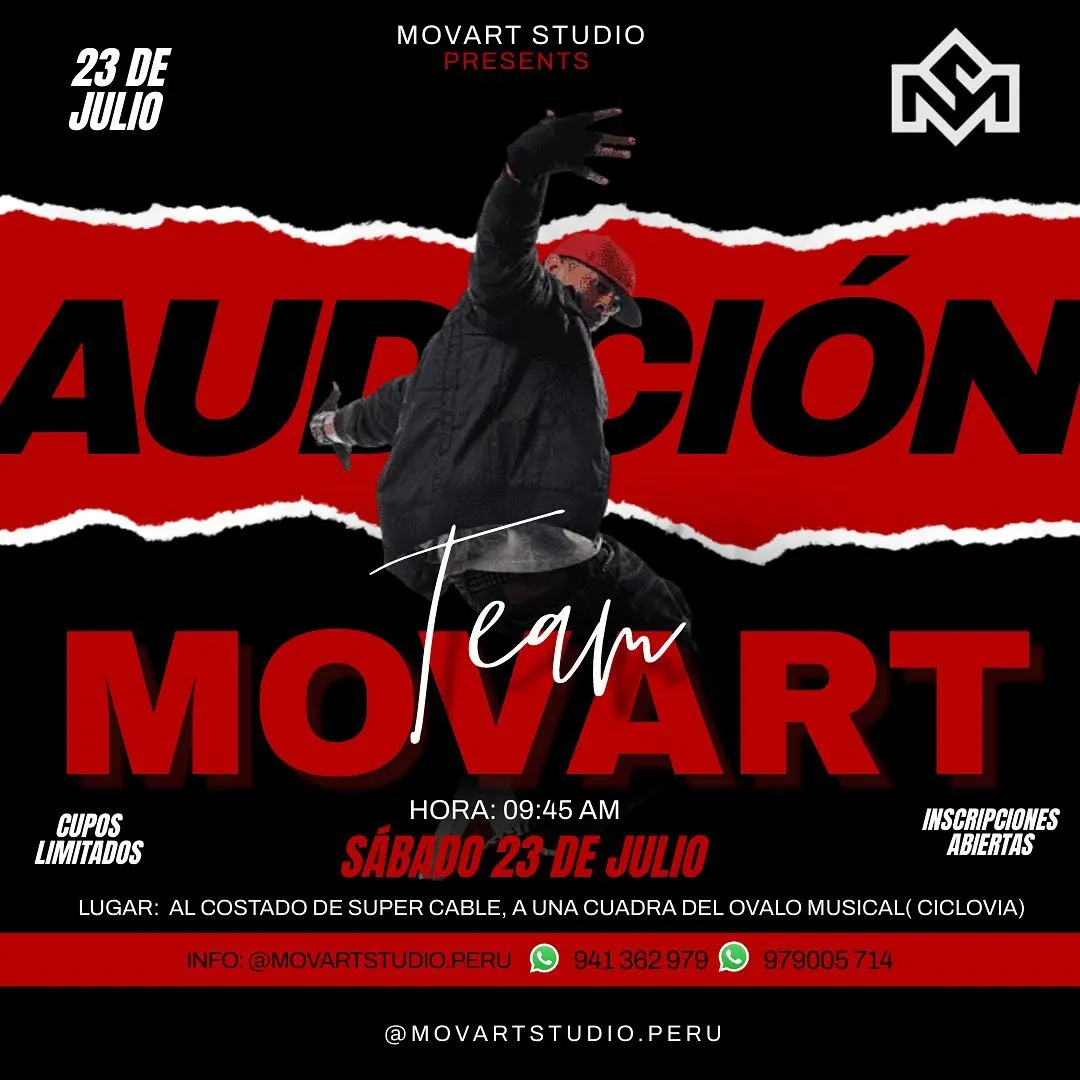 MOVART STUDIO
PRESENTS
23 DE
JULIO
SM
AUDICIÓN
Team
MOVART
HORA: 09:45 AM
CUPOS
LIMITADOS
INSCRIPCIONES
ABIERTAS
SÁBADO 23 DE JULIO
LUGAR: AL COSTADO DE SUPER CABLE, A UNA CUADRA DEL OVALO MUSICAL( CICLOVIA)
INFO: @MOVARTSTUDIO.PERU 941 362 979 979005 714
@MOVARTSTUDIO.PERU